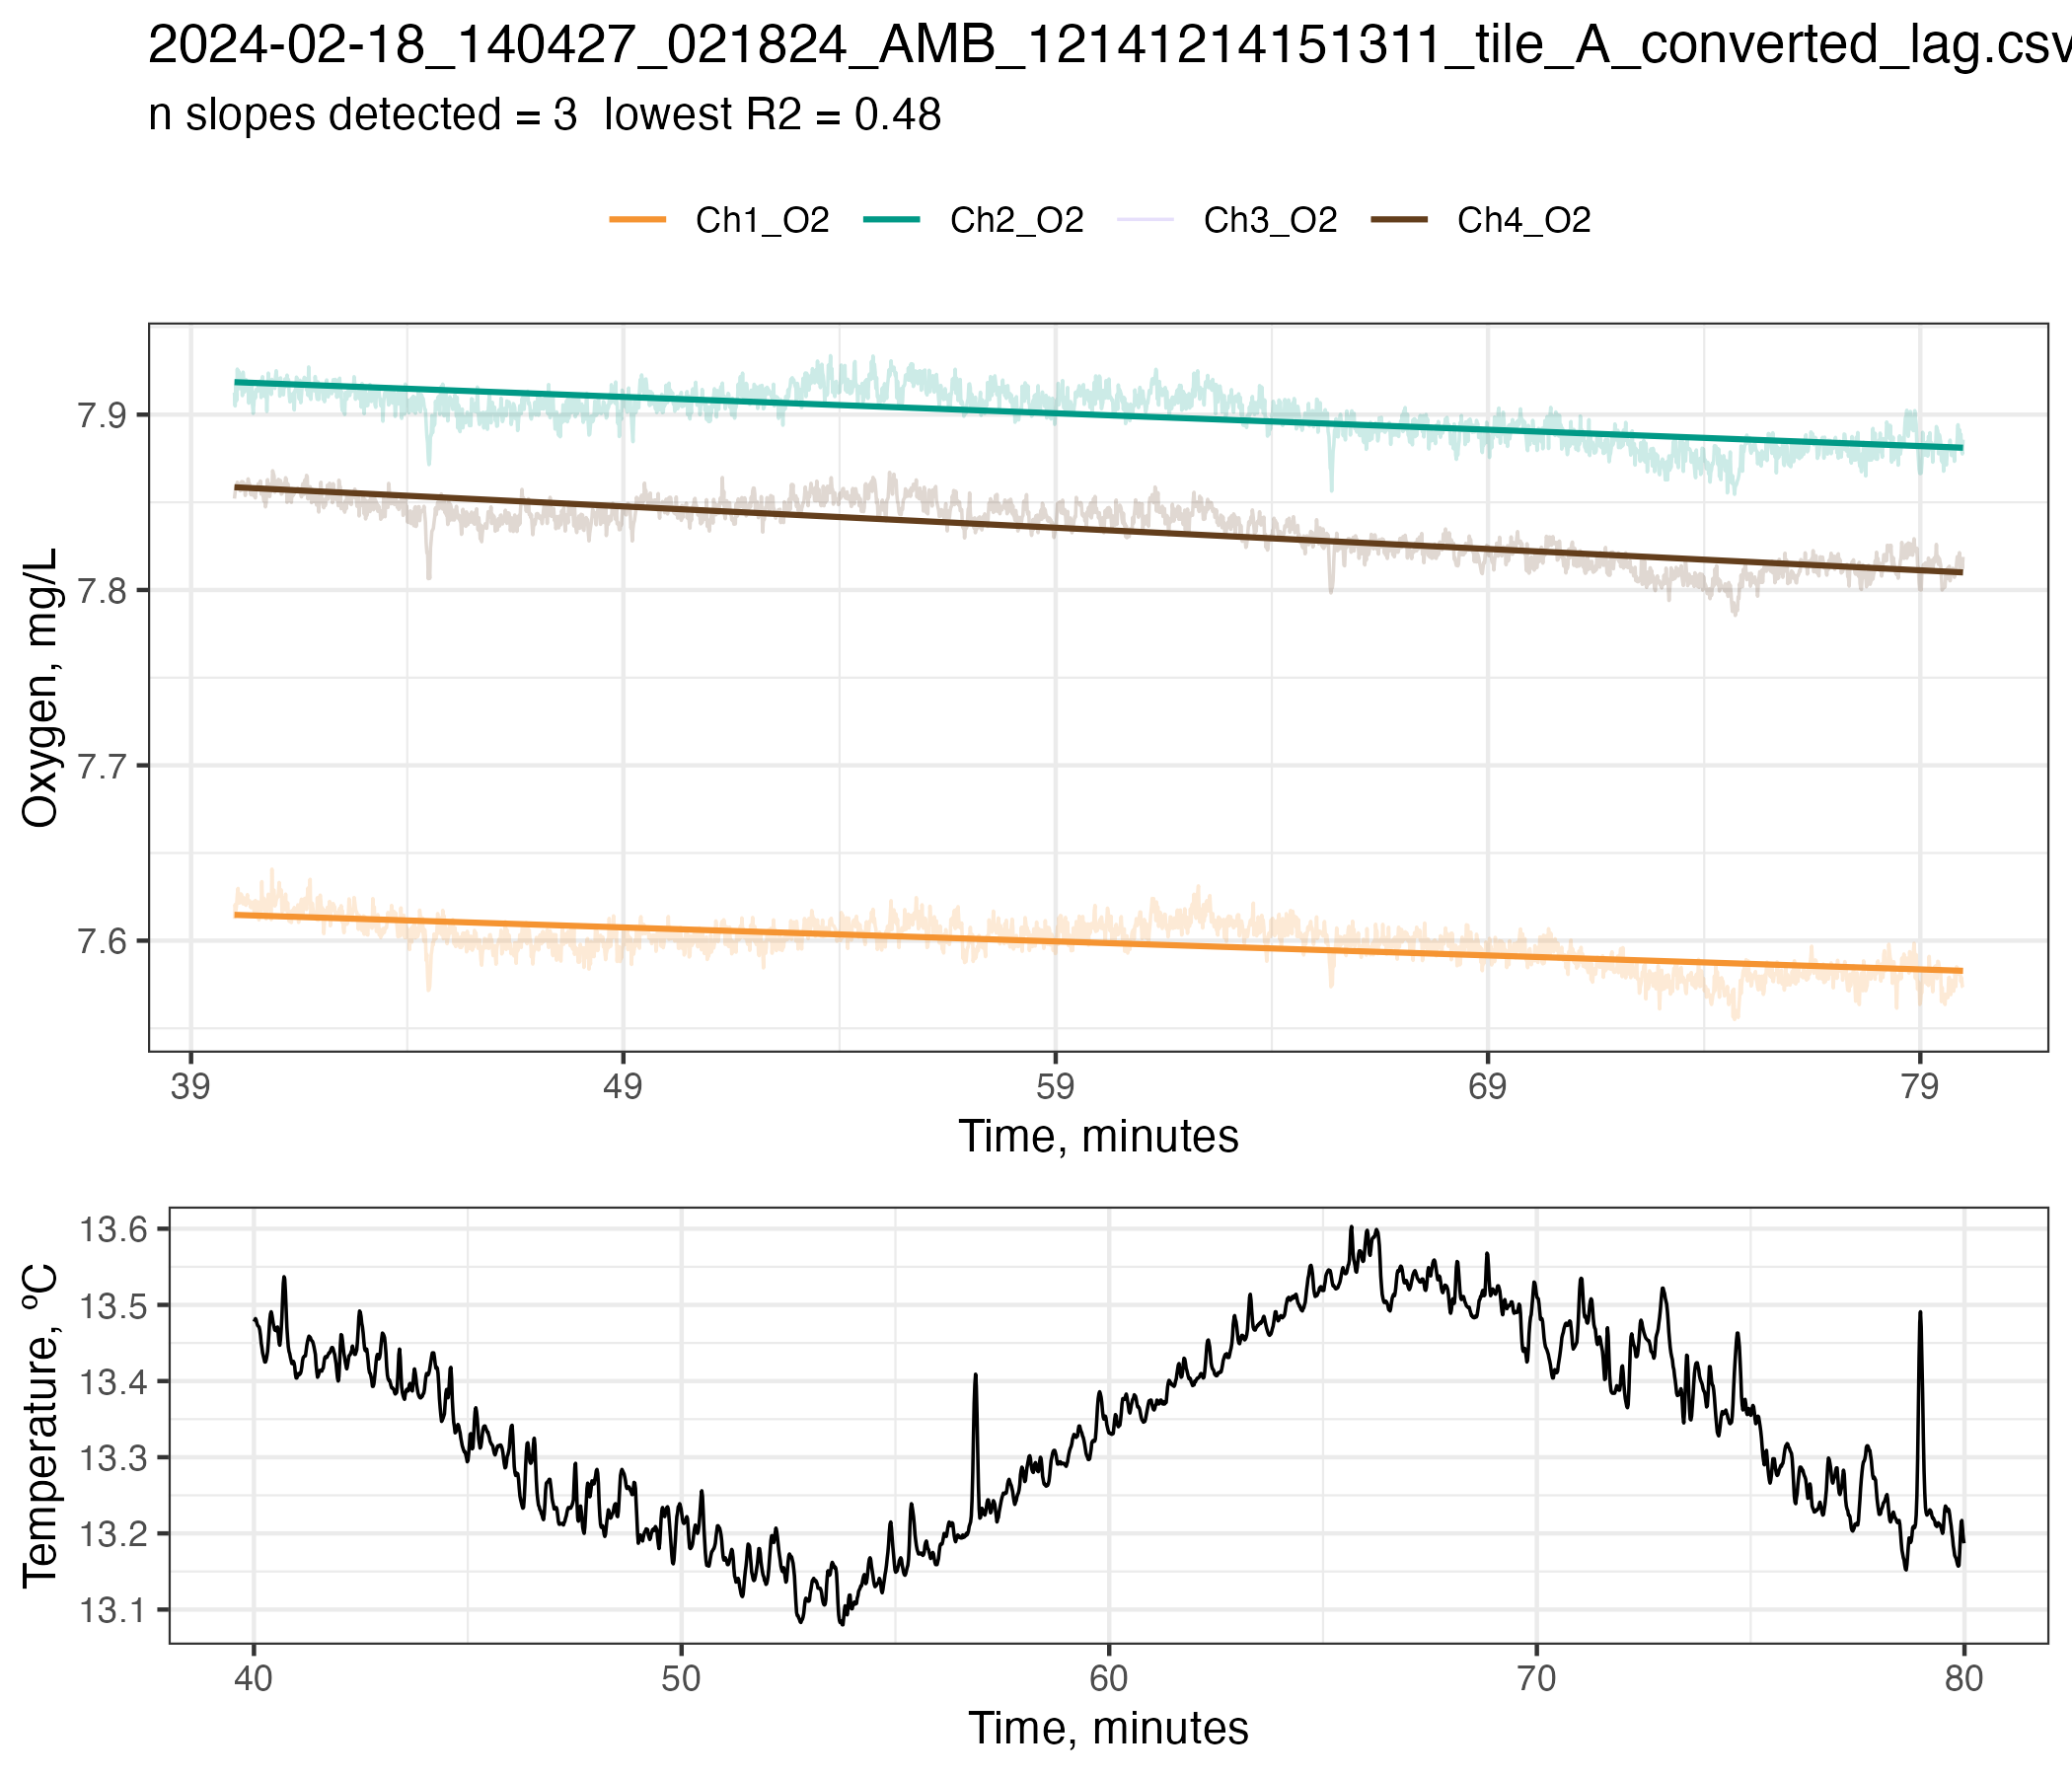 2024-02-18_140427_021824_AMB_12141214151311_tile_A_converted_lag.csv
n slopes detected = 3  lowest R2 = 0.48
Ch1_O2 Ch2_O2 Ch3_O2 Ch4_O2
Oxygen, mg/L
7.9
7.8
7.7
7.6
39 49 59 69 79
Time, minutes
Temperature, ºC
13.6
13.5
13.4
13.3
13.2
13.1
40 50 60 70 80
Time, minutes